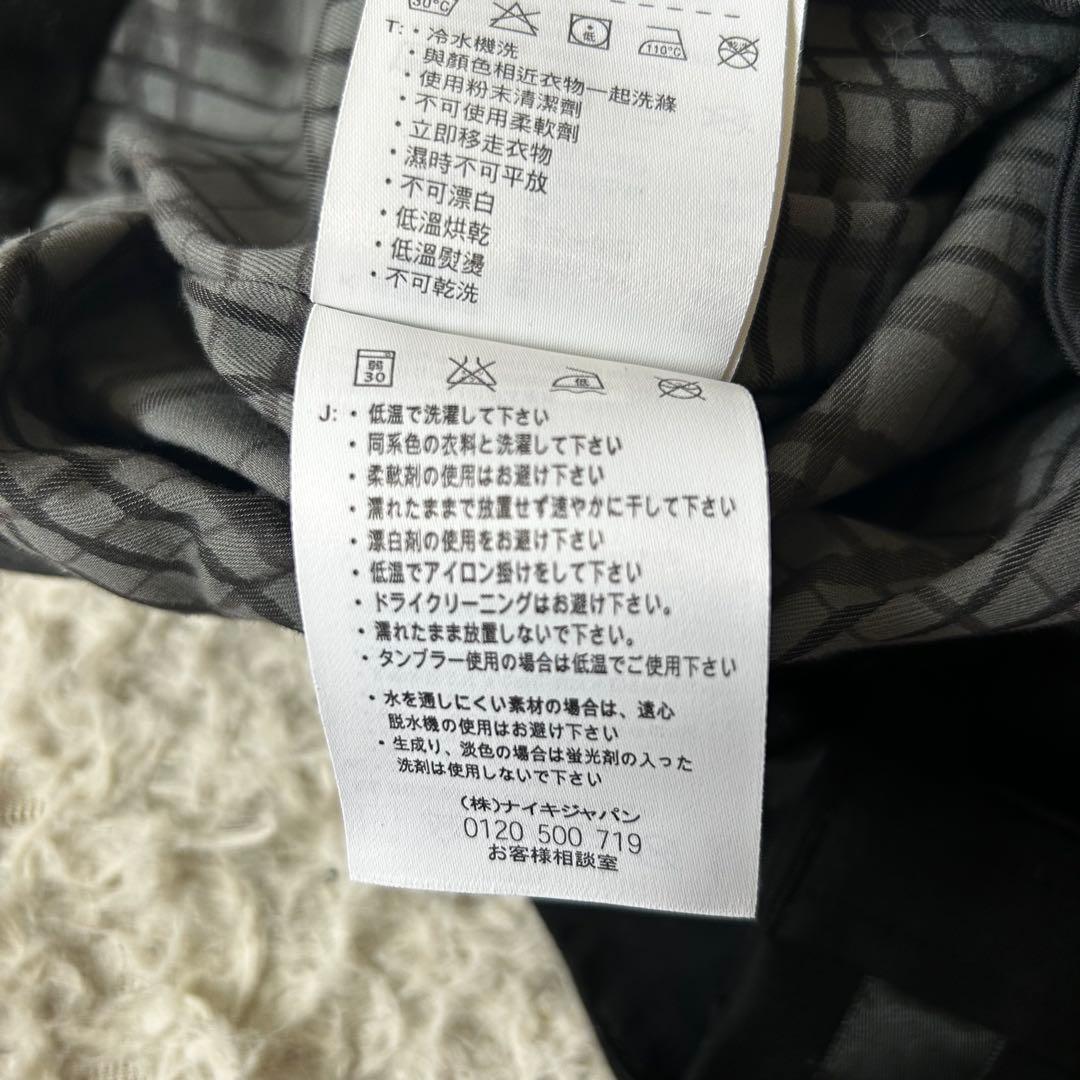 30°C 低 110°C 乾洗
T: ・冷水機洗
・與顏色相近衣物一起洗滌
・使用粉末清潔劑
・不可使用柔軟劑
・立即移走衣物
・濕時不可平放
・不可漂白
・低溫烘乾
・低溫熨燙
・不可乾洗
弱 30 低
J: ・低温で洗濯して下さい
・同系色の衣料と洗濯して下さい
・柔軟剤の使用はお避け下さい
・濡れたままで放置せず速やかに干して下さい
・漂白剤の使用をお避け下さい
・低温でアイロン掛けをして下さい
・ドライクリーニングはお避け下さい。
・濡れたまま放置しないで下さい。
・タンブラー使用の場合は低温でご使用下さい
・水を通しにくい素材の場合は、遠心
脱水機の使用はお避け下さい
・生成り、淡色の場合は蛍光剤の入った
洗剤は使用しないで下さい
(株)ナイキジャパン
0120 500 719
お客様相談室